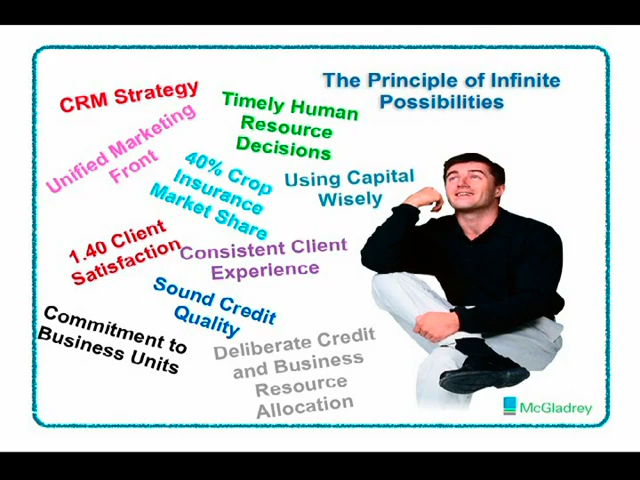 The Principle of Infinite
Possibilities
CRM Strategy
Timely Human
Resource
Decisions
Unified Marketing
Front
40% Crop
Insurance
Market Share
Using Capital
Wisely
1.40 Client
Satisfaction
Consistent Client
Experience
Sound Credit
Quality
Commitment to
Business Units
Deliberate Credit
and Business
Resource
Allocation
McGladrey